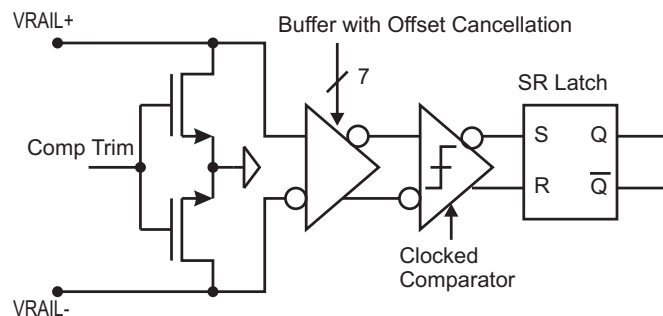 VRAIL+
Buffer with Offset Cancellation
7
SR Latch
Comp Trim
S Q
R Q̅
Clocked
Comparator
VRAIL-